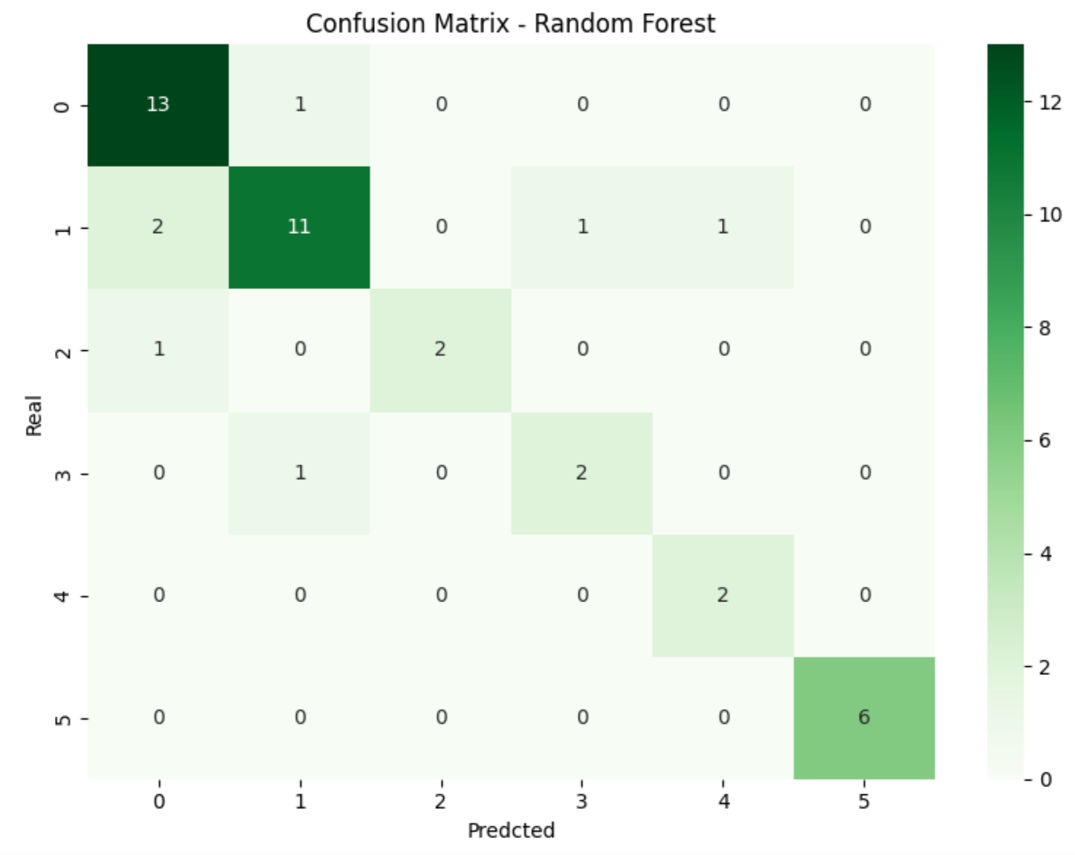 Confusion Matrix - Random Forest
0 13 1 0 0 0 0
1 2 11 0 1 1 0
2 1 0 2 0 0 0
3 0 1 0 2 0 0
4 0 0 0 0 2 0
5 0 0 0 0 0 6
0 1 2 3 4 5
Real
Predcted
12
10
8
6
4
2
0